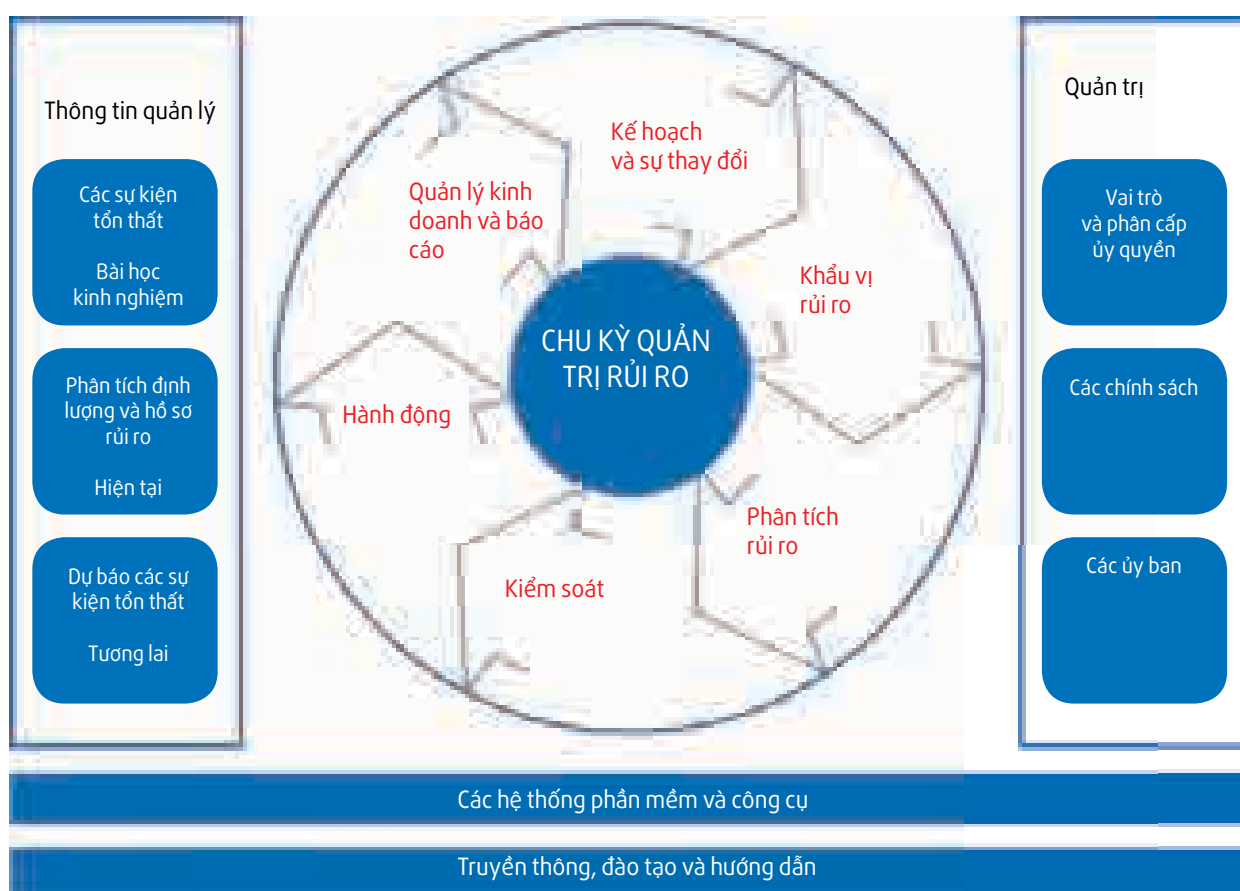 Thông tin quản lý
Các sự kiện
tổn thất
Bài học
kinh nghiệm
Phân tích định
lượng và hồ sơ
rủi ro
Hiện tại
Dự báo các sự
kiện tổn thất
Tương lai
Kế hoạch
và sự thay đổi
Quản lý kinh
doanh và báo
cáo
Khẩu vị
rủi ro
CHU KỲ QUẢN
TRỊ RỦI RO
Hành động
Phân tích
rủi ro
Kiểm soát
Quản trị
Vai trò
và phân cấp
ủy quyền
Các chính sách
Các ủy ban
Các hệ thống phần mềm và công cụ
Truyền thông, đào tạo và hướng dẫn